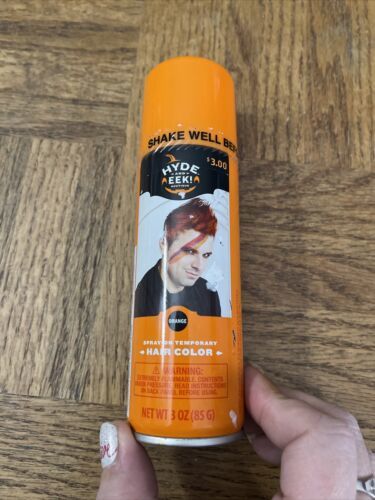 SHAKE WELL BEF
$3.00
HYDE
AND
EEK!
BOUTIQUE
ORANGE
SPRAY-ON TEMPORARY
HAIR COLOR
⚠ WARNING:
EXTREMELY FLAMMABLE, CONTENTS
UNDER PRESSURE. READ INSTRUCTIONS
ON BACK PANEL BEFORE USING.
NET WT 3 OZ (85 G)